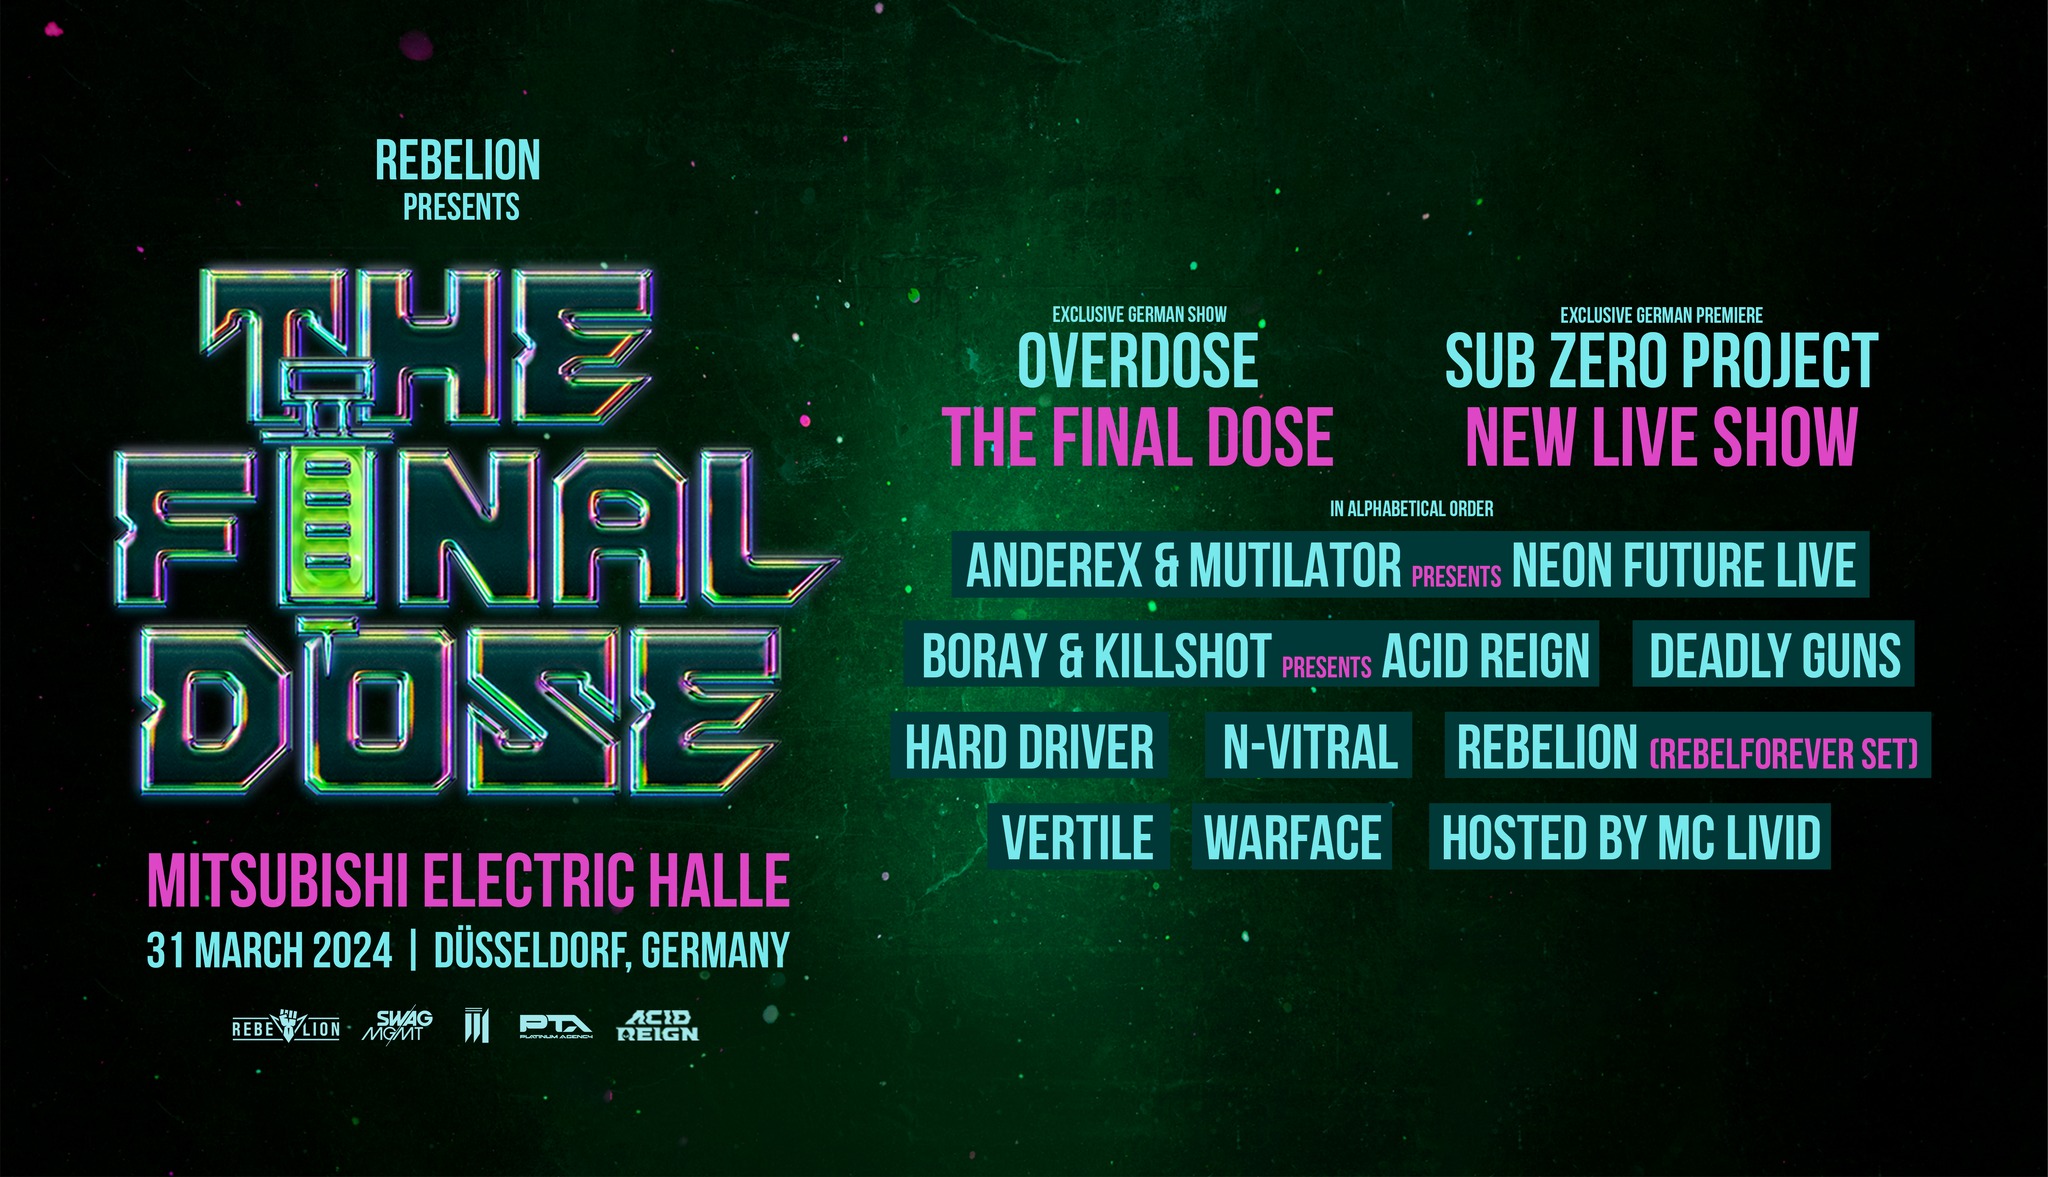 REBELION
PRESENTS
THE
FINAL
DOSE
MITSUBISHI ELECTRIC HALLE
31 MARCH 2024 | DÜSSELDORF, GERMANY
REBELION
SWAG
MGMT
PTA
PLATINUM AGENCY
ACID
REIGN
EXCLUSIVE GERMAN SHOW
OVERDOSE
THE FINAL DOSE
EXCLUSIVE GERMAN PREMIERE
SUB ZERO PROJECT
NEW LIVE SHOW
IN ALPHABETICAL ORDER
ANDEREX & MUTILATOR PRESENTS NEON FUTURE LIVE
BORAY & KILLSHOT PRESENTS ACID REIGN DEADLY GUNS
HARD DRIVER N-VITRAL REBELION (REBELFOREVER SET)
VERTILE WARFACE HOSTED BY MC LIVID